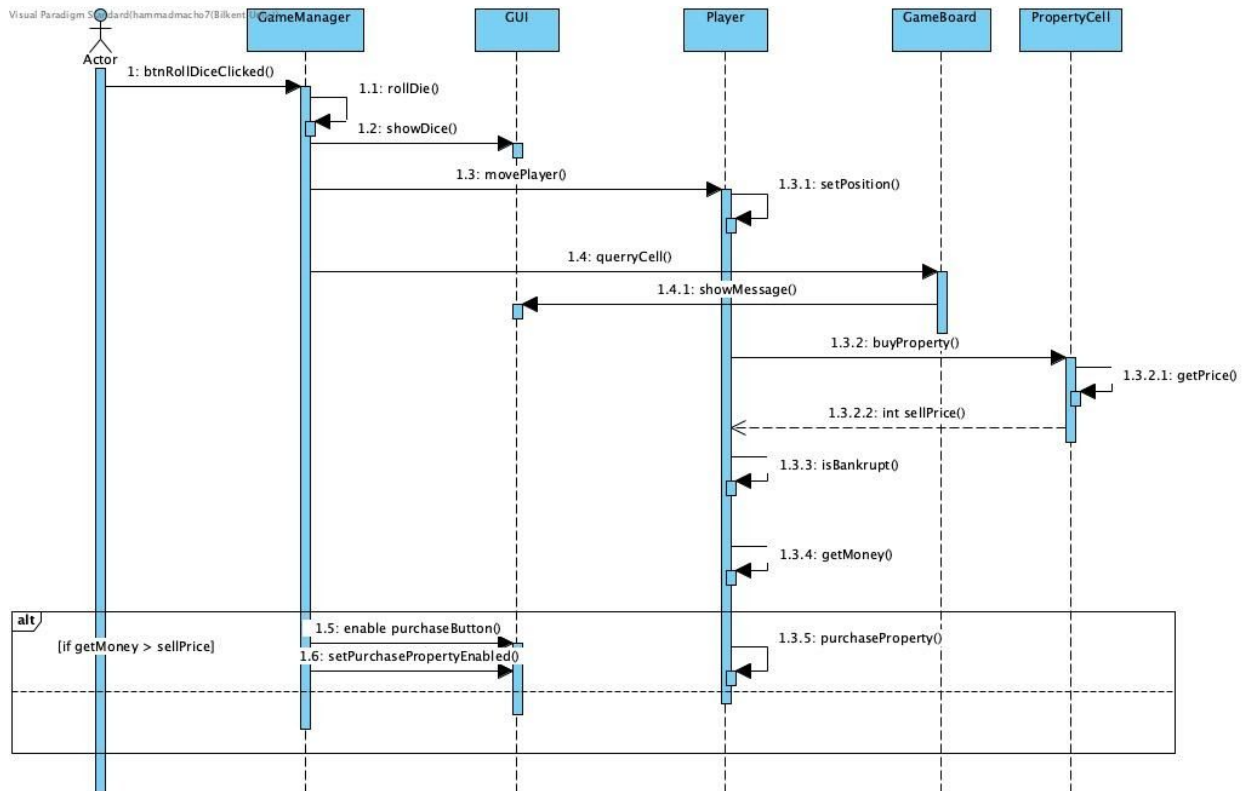 Visual Paradigm Standard(hammadmacho7(Bilkent
GameManager
GUI
Player
GameBoard
PropertyCell
Actor
1: btnRollDiceClicked()
1.1: rollDie()
1.2: showDice()
1.3: movePlayer()
1.3.1: setPosition()
1.4: querryCell()
1.4.1: showMessage()
1.3.2: buyProperty()
1.3.2.1: getPrice()
1.3.2.2: int sellPrice()
1.3.3: isBankrupt()
1.3.4: getMoney()
alt
[if getMoney > sellPrice]
1.5: enable purchaseButton()
1.3.5: purchaseProperty()
1.6: setPurchasePropertyEnabled()